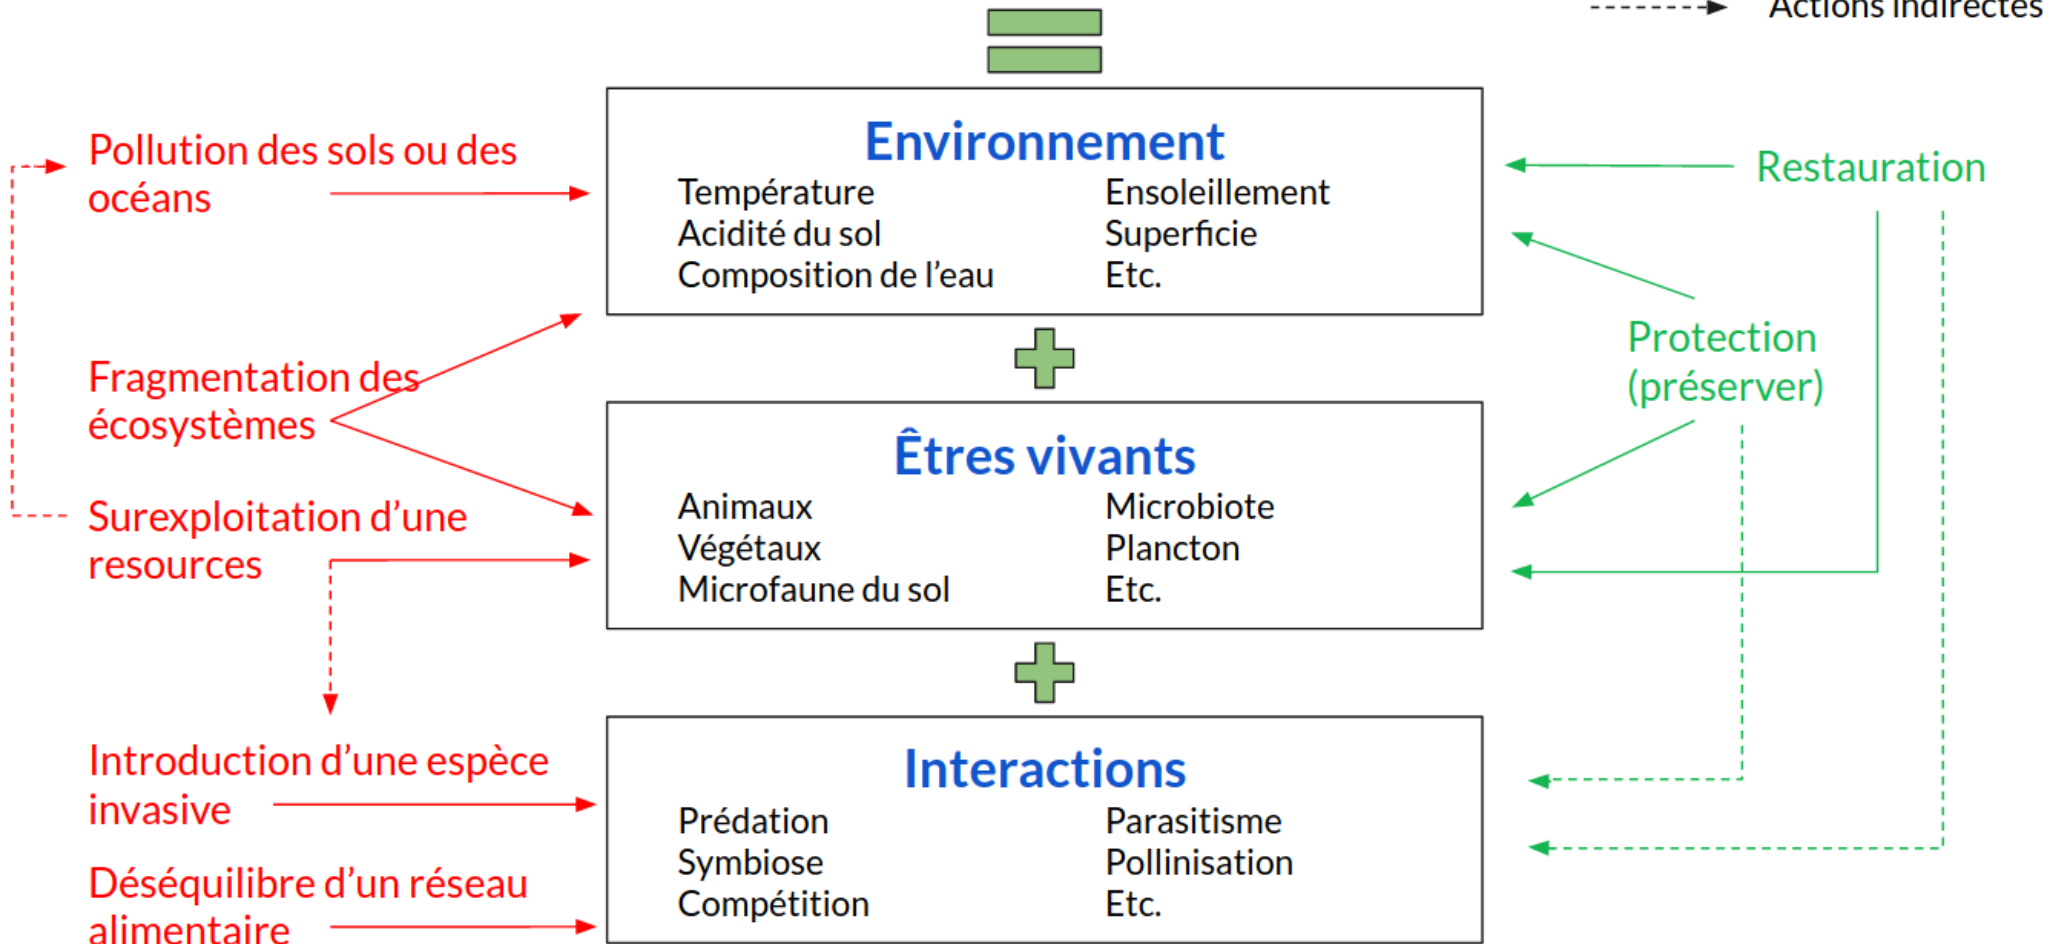 Actions indirectes
Environnement
Température
Acidité du sol
Composition de l'eau
Ensoleillement
Superficie
Etc.
Pollution des sols ou des
océans
Fragmentation des
écosystèmes
Surexploitation d'une
resources
Restauration
Protection
(préserver)
Êtres vivants
Animaux
Végétaux
Microfaune du sol
Microbiote
Plancton
Etc.
Introduction d'une espèce
invasive
Déséquilibre d'un réseau
alimentaire
Interactions
Prédation
Symbiose
Compétition
Parasitisme
Pollinisation
Etc.